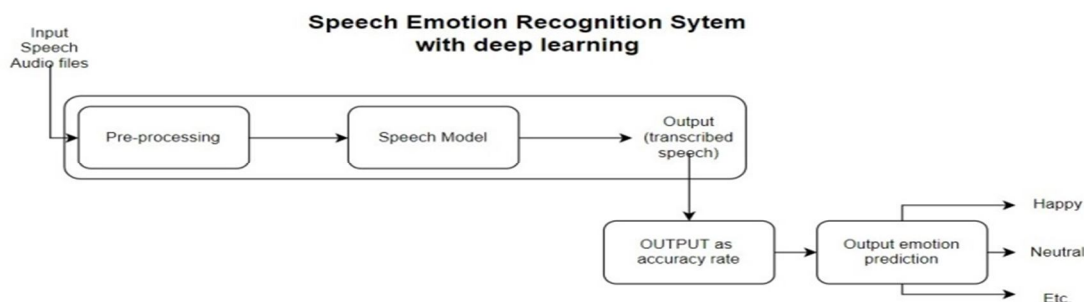 Speech Emotion Recognition Sytem
with deep learning
Input
Speech
Audio files
Pre-processing
Speech Model
Output
(transcribed
speech)
OUTPUT as
accuracy rate
Output emotion
prediction
Happy
Neutral
Etc